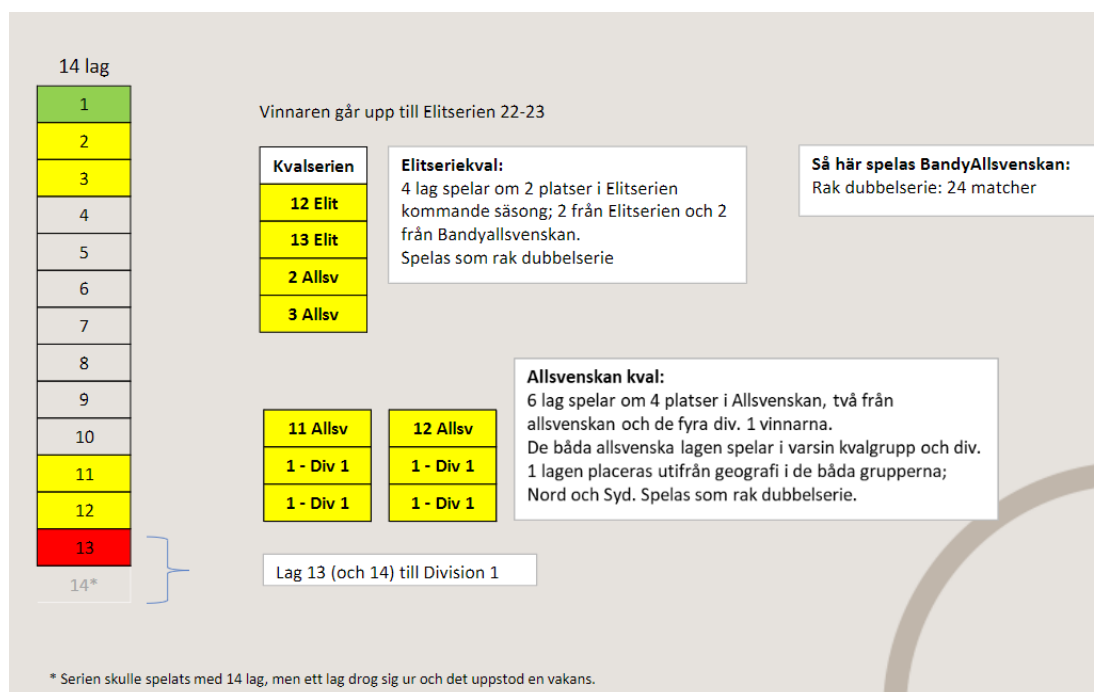 14 lag
1
2
3
4
5
6
7
8
9
10
11
12
13
14*
Vinnaren går upp till Elitserien 22-23
Kvalserien
12 Elit
13 Elit
2 Allsv
3 Allsv
Elitseriekval:
4 lag spelar om 2 platser i Elitserien
kommande säsong; 2 från Elitserien och 2
från Bandyallsvenskan.
Spelas som rak dubbelserie
Så här spelas BandyAllsvenskan:
Rak dubbelserie: 24 matcher
11 Allsv
1 - Div 1
1 - Div 1
12 Allsv
1 - Div 1
1 - Div 1
Allsvenskan kval:
6 lag spelar om 4 platser i Allsvenskan, två från
allsvenskan och de fyra div. 1 vinnarna.
De båda allsvenska lagen spelar i varsin kvalgrupp och div.
1 lagen placeras utifrån geografi i de båda grupperna;
Nord och Syd. Spelas som rak dubbelserie.
Lag 13 (och 14) till Division 1
* Serien skulle spelats med 14 lag, men ett lag drog sig ur och det uppstod en vakans.